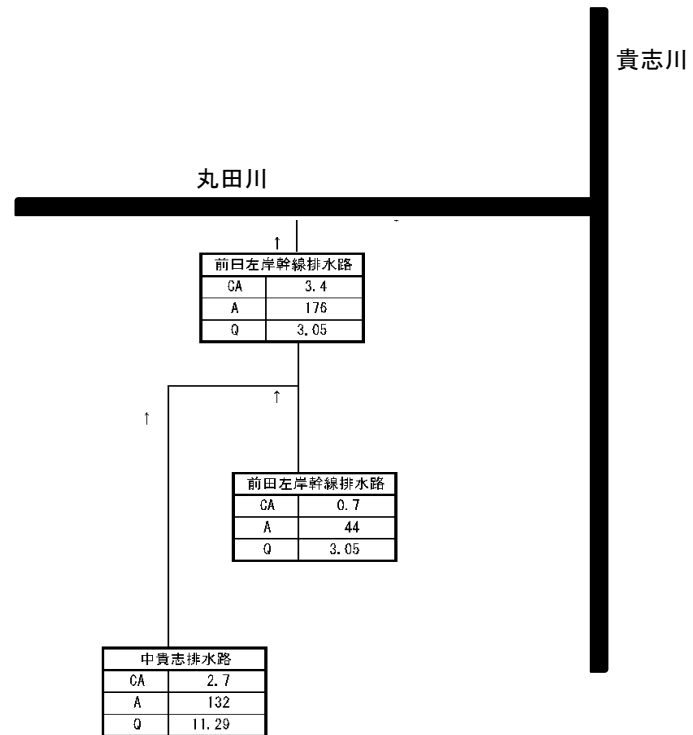 貴志川
丸田川
↑
前田左岸幹線排水路
CA 3.4
A 176
Q 3.05
↑
↑
前田左岸幹線排水路
CA 0.7
A 44
Q 3.05
中貴志排水路
CA 2.7
A 132
Q 11.29